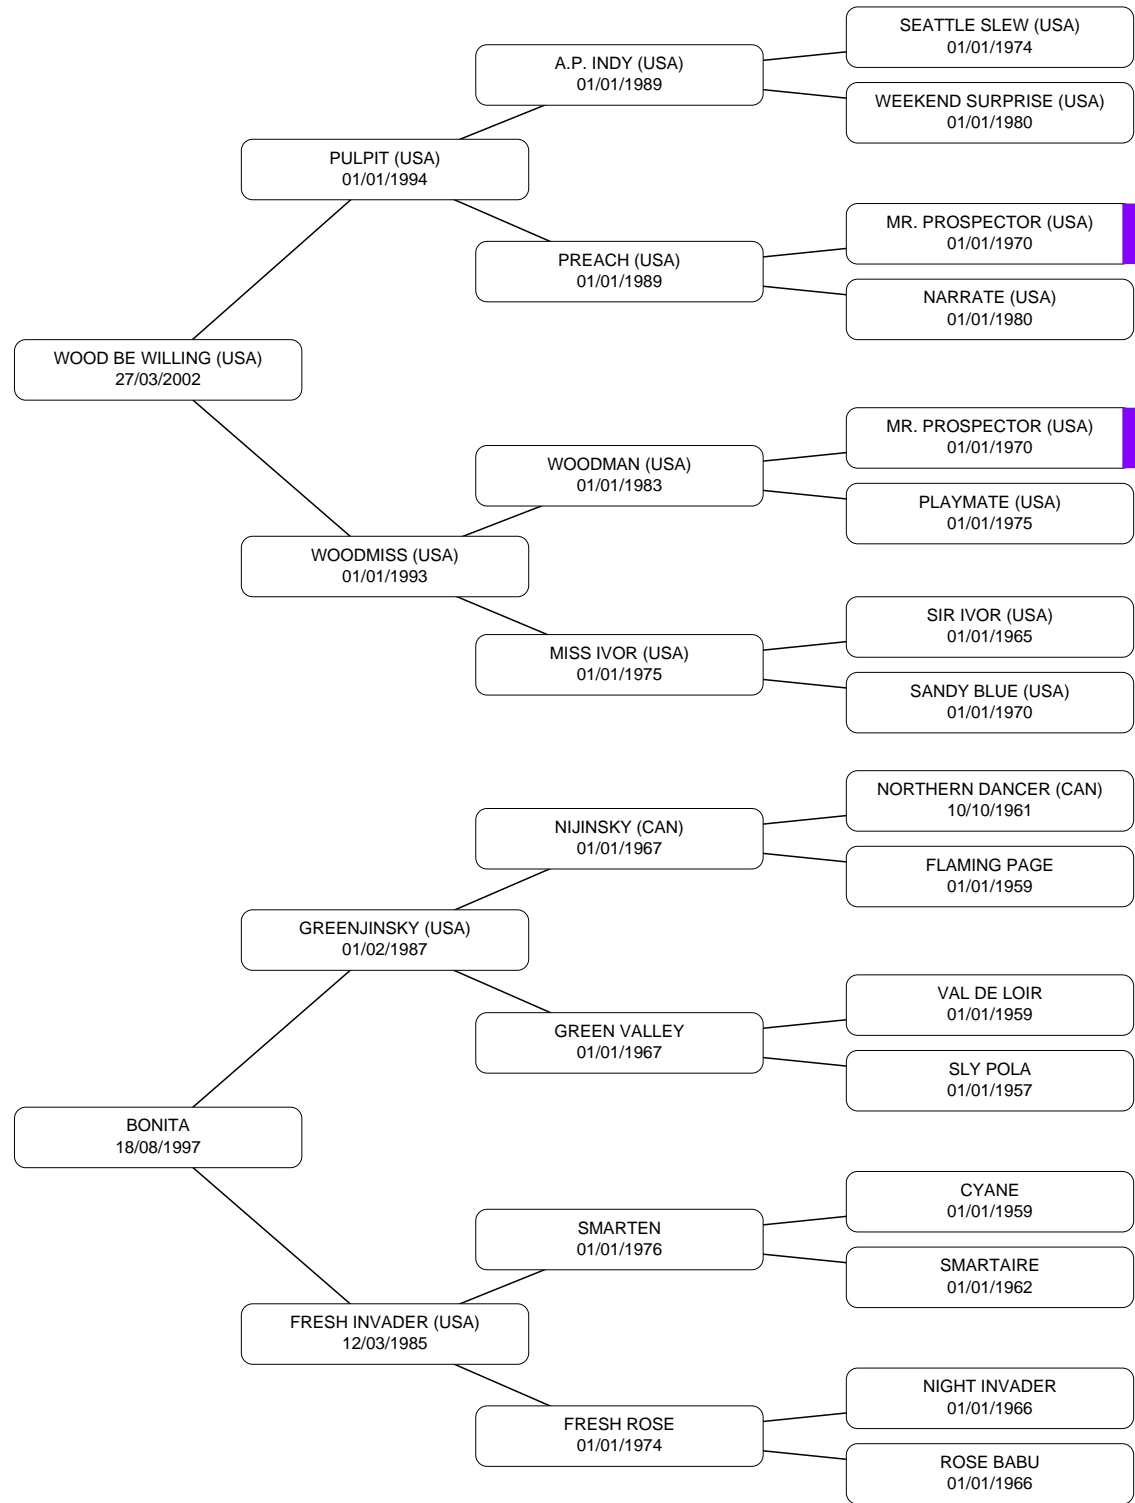 SEATTLE SLEW (USA)
01/01/1974
A.P. INDY (USA)
01/01/1989
WEEKEND SURPRISE (USA)
01/01/1980
PULPIT (USA)
01/01/1994
MR. PROSPECTOR (USA)
01/01/1970
PREACH (USA)
01/01/1989
NARRATE (USA)
01/01/1980
WOOD BE WILLING (USA)
27/03/2002
MR. PROSPECTOR (USA)
01/01/1970
WOODMAN (USA)
01/01/1983
PLAYMATE (USA)
01/01/1975
WOODMISS (USA)
01/01/1993
SIR IVOR (USA)
01/01/1965
MISS IVOR (USA)
01/01/1975
SANDY BLUE (USA)
01/01/1970
NORTHERN DANCER (CAN)
10/10/1961
NIJINSKY (CAN)
01/01/1967
FLAMING PAGE
01/01/1959
GREENJINSKY (USA)
01/02/1987
VAL DE LOIR
01/01/1959
GREEN VALLEY
01/01/1967
SLY POLA
01/01/1957
BONITA
18/08/1997
CYANE
01/01/1959
SMARTEN
01/01/1976
SMARTAIRE
01/01/1962
FRESH INVADER (USA)
12/03/1985
NIGHT INVADER
01/01/1966
FRESH ROSE
01/01/1974
ROSE BABU
01/01/1966